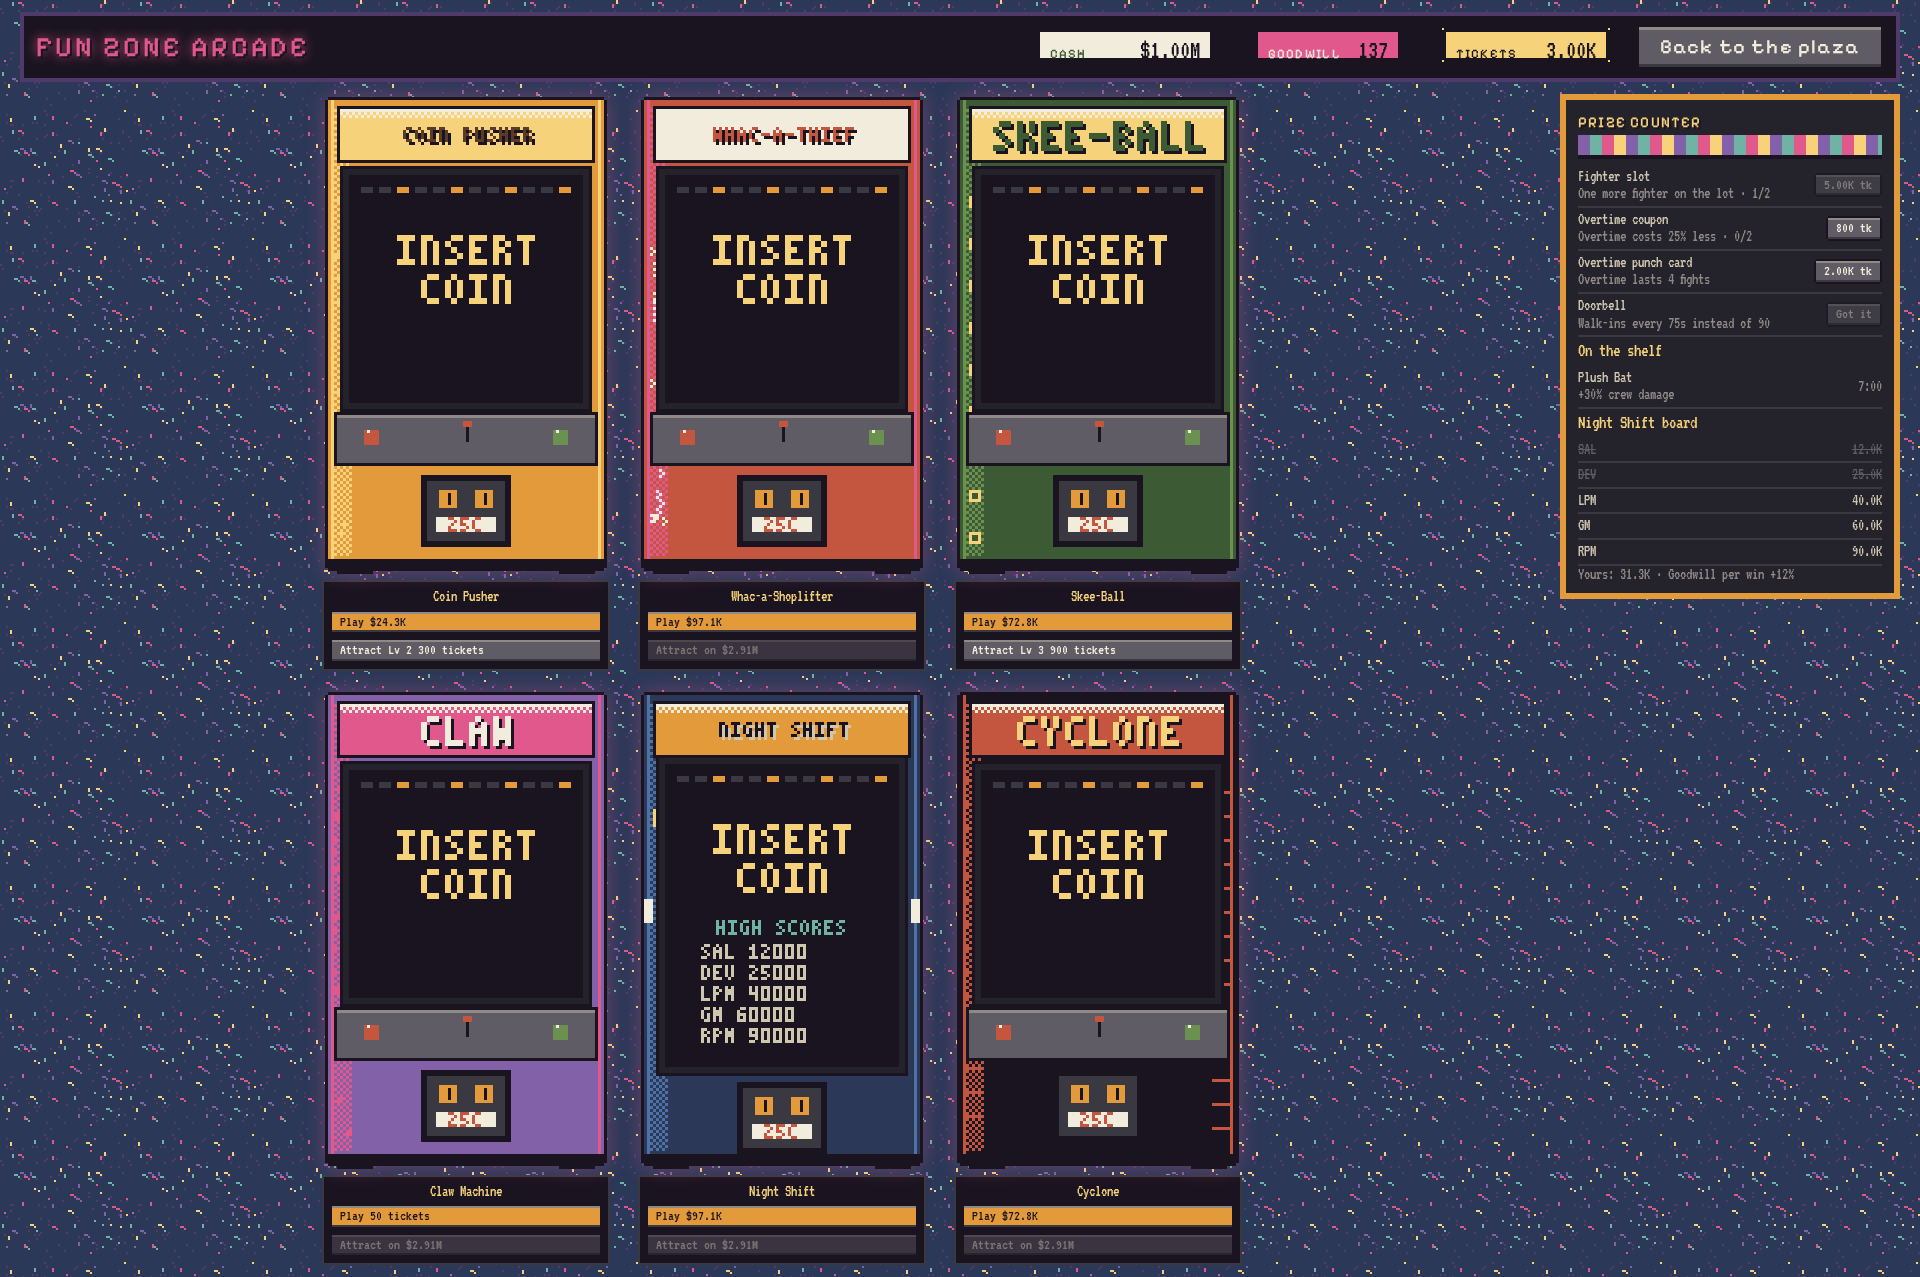 FUN ZONE ARCADE
CASH $1.00M
GOODWILL 137
TICKETS 3.00K
Back to the plaza
COIN PUSHER
INSERT
COIN
25C
Coin Pusher
Play $24.3K
Attract Lv 2 300 tickets
WHAC-A-THIEF
INSERT
COIN
25C
Whac-a-Shoplifter
Play $97.1K
Attract on $2.91M
SKEE-BALL
INSERT
COIN
25C
Skee-Ball
Play $72.8K
Attract Lv 3 900 tickets
CLAW
INSERT
COIN
25C
Claw Machine
Play 50 tickets
Attract on $2.91M
NIGHT SHIFT
INSERT
COIN
HIGH SCORES
SAL 12000
DEV 25000
LPM 40000
GM 60000
RPM 90000
25C
Night Shift
Play $97.1K
Attract on $2.91M
CYCLONE
INSERT
COIN
25C
Cyclone
Play $72.8K
Attract on $2.91M
PRIZE COUNTER
Fighter slot
One more fighter on the lot · 1/2
5.00K tk
Overtime coupon
Overtime costs 25% less · 0/2
800 tk
Overtime punch card
Overtime lasts 4 fights
2.00K tk
Doorbell
Walk-ins every 75s instead of 90
Got it
On the shelf
Plush Bat
+30% crew damage
7:00
Night Shift board
SAL 12.0K
DEV 25.0K
LPM 40.0K
GM 60.0K
RPM 90.0K
Yours: 31.3K · Goodwill per win +12%